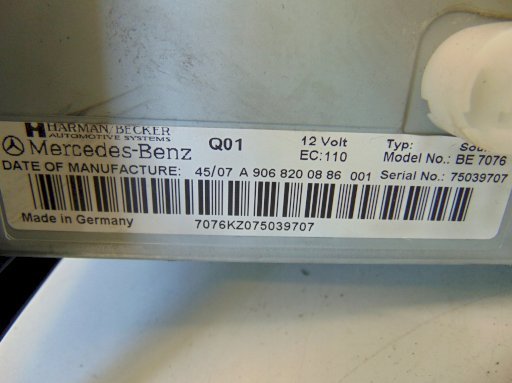 HARMAN/BECKER
AUTOMOTIVE SYSTEMS
Mercedes-Benz Q01 12 Volt Typ:
EC:110 Model No.: BE 7076
DATE OF MANUFACTURE: 45/07 A 906 820 08 86 001 Serial No.: 75039707
Made in Germany 7076KZ075039707